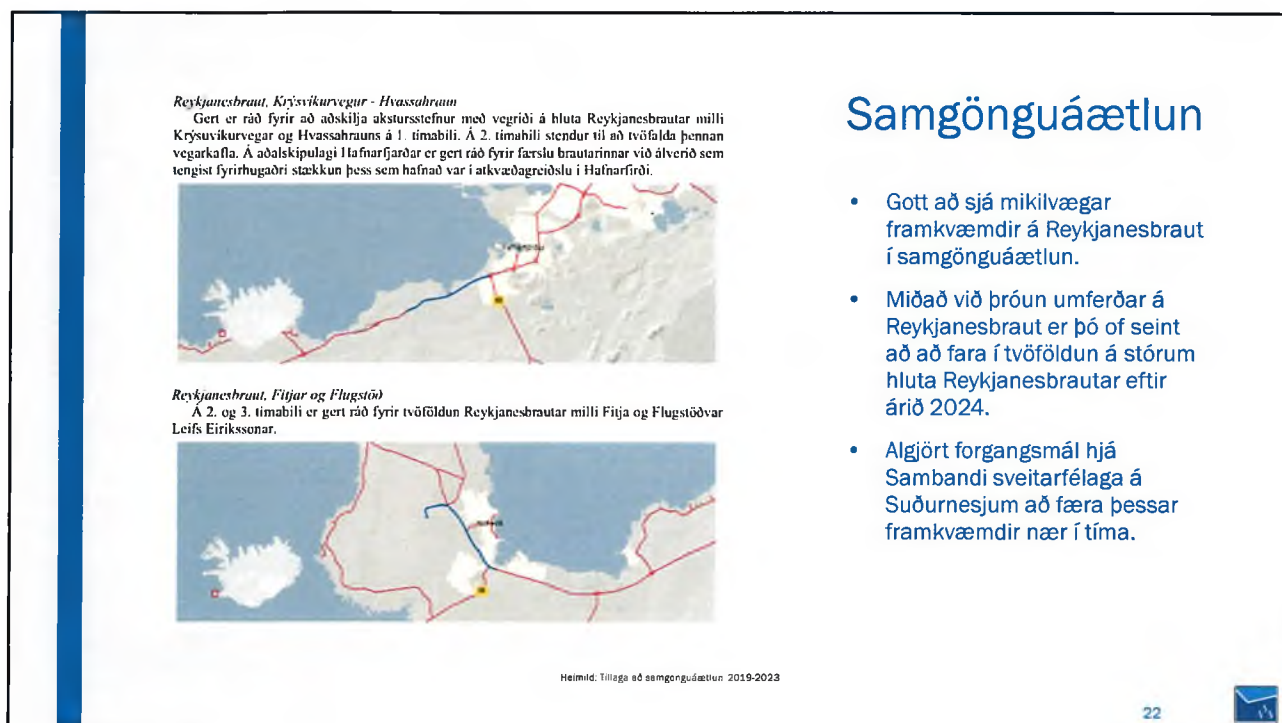 Reykjanesbraut, Krýsvíkurvegur - Hvassahraun
Gert er ráð fyrir að aðskilja akstursstefnur með vegriði á hluta Reykjanesbrautar milli
Krýsuvíkurvegar og Hvassahrauns á 1. tímabili. Á 2. tímabili stendur til að tvöfalda þennan
vegarkafla. Á aðalskipulagi Hafnarfjarðar er gert ráð fyrir færslu brautarinnar við álverið sem
tengist fyrirhugaðri stækkun þess sem hafnað var í atkvæðagreiðslu í Hafnarfirði.
Reykjanesbraut, Fitjar og Flugstöð
Á 2. og 3. tímabili er gert ráð fyrir tvöföldun Reykjanesbrautar milli Fitja og Flugstöðvar
Leifs Eiríkssonar.
Heimild: Tillaga að samgönguáætlun 2019-2023
Samgönguáætlun
• Gott að sjá mikilvægar
framkvæmdir á Reykjanesbraut
í samgönguáætlun.
• Miðað við þróun umferðar á
Reykjanesbraut er þó of seint
að að fara í tvöföldun á stórum
hluta Reykjanesbrautar eftir
árið 2024.
• Algjört forgangsmál hjá
Sambandi sveitarfélaga á
Suðurnesjum að færa þessar
framkvæmdir nær í tíma.
22